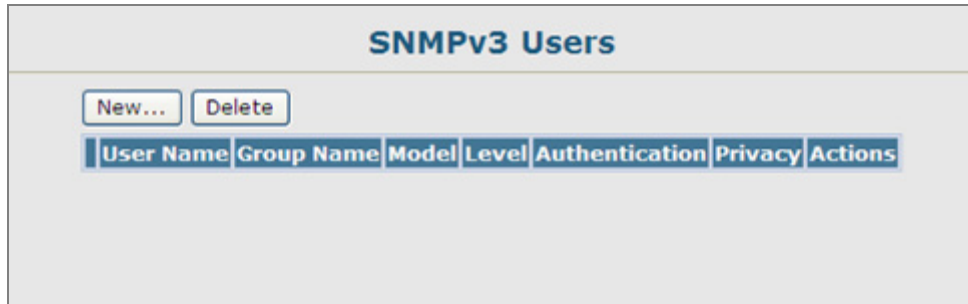 SNMPv3 Users
New... Delete
User Name Group Name Model Level Authentication Privacy Actions